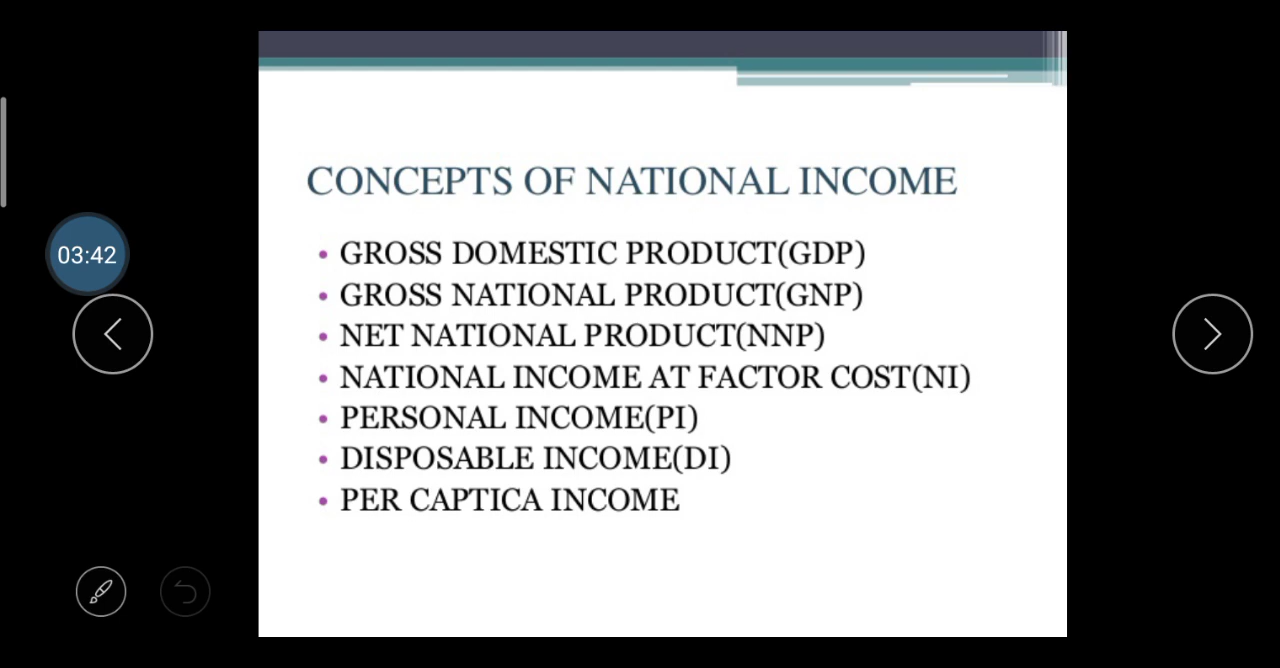 CONCEPTS OF NATIONAL INCOME
03:42
• GROSS DOMESTIC PRODUCT(GDP)
• GROSS NATIONAL PRODUCT(GNP)
• NET NATIONAL PRODUCT(NNP)
• NATIONAL INCOME AT FACTOR COST(NI)
• PERSONAL INCOME(PI)
• DISPOSABLE INCOME(DI)
• PER CAPTICA INCOME